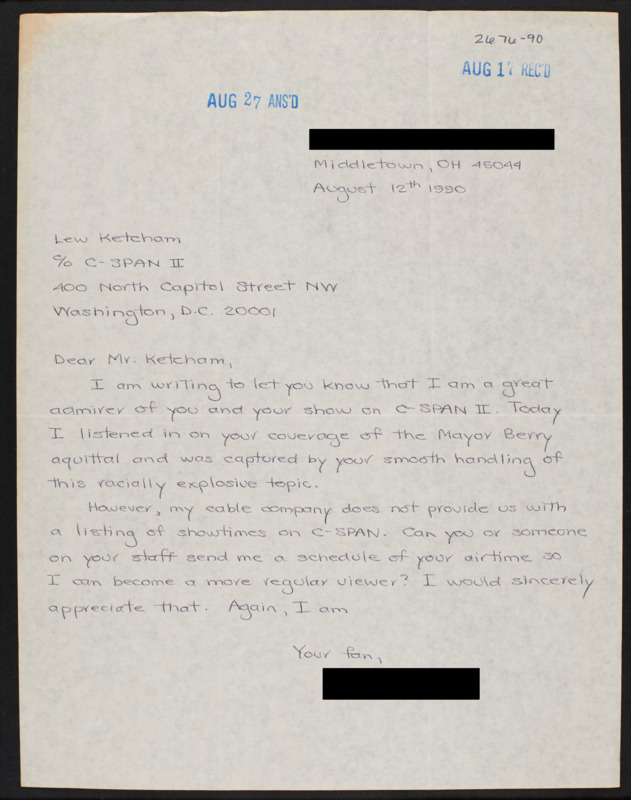 2676-90
AUG 17 REC'D
AUG 27 ANS'D
Middletown, OH 45044
August 12th 1990
Lew Ketcham
c/o C-SPAN II
400 North Capitol Street NW
Washington, D.C. 20001
Dear Mr. Ketcham,
I am writing to let you know that I am a great
admirer of you and your show on C-SPAN II. Today
I listened in on your coverage of the Mayor Berry
aquittal and was captured by your smooth handling of
this racially explosive topic.
However, my cable company does not provide us with
a listing of showtimes on C-SPAN. Can you or someone
on your staff send me a schedule of your airtime so
I can become a more regular viewer? I would sincerely
appreciate that. Again, I am
Your fan,